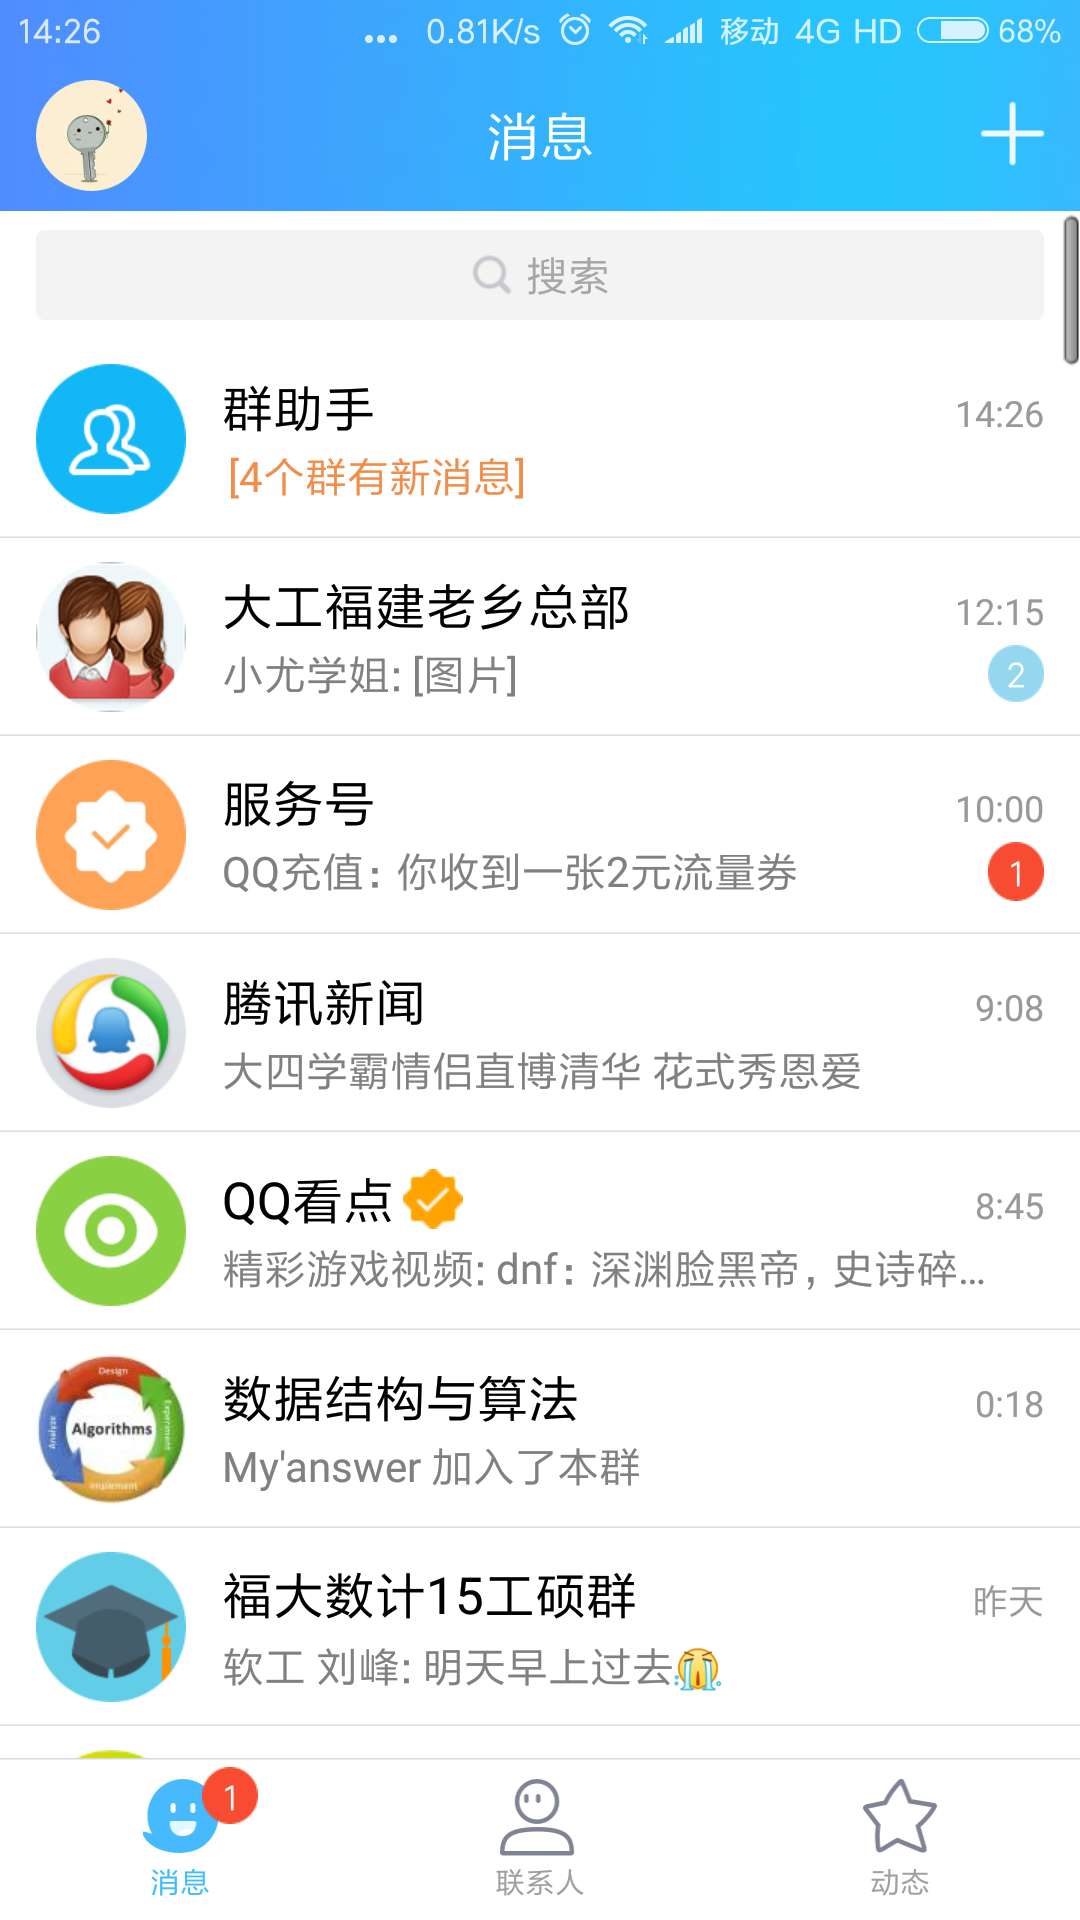 14:26 ... 0.81K/s 移动 4G HD 68%
消息
搜索
群助手 14:26
[4个群有新消息]
大工福建老乡总部 12:15
小尤学姐: [图片] 2
服务号 10:00
QQ充值：你收到一张2元流量券 1
腾讯新闻 9:08
大四学霸情侣直博清华 花式秀恩爱
QQ看点 8:45
精彩游戏视频: dnf：深渊脸黑帝，史诗碎...
Design
Algorithms
Experiment
Analyze
Implement
数据结构与算法 0:18
My'answer 加入了本群
福大数计15工硕群 昨天
软工 刘峰: 明天早上过去😭
1
消息 联系人 动态